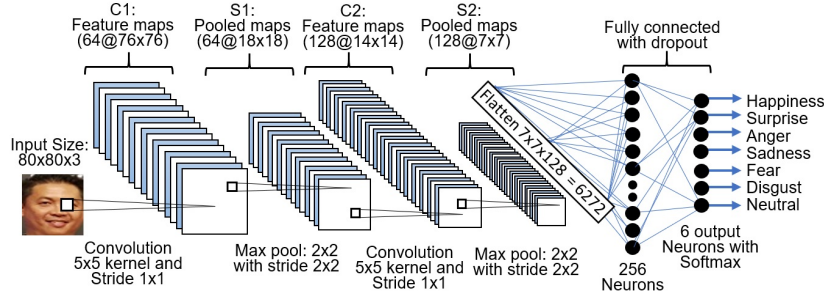 C1:
Feature maps
(64@76x76)
S1:
Pooled maps
(64@18x18)
C2:
Feature maps
(128@14x14)
S2:
Pooled maps
(128@7x7)
Fully connected
with dropout
Input Size:
80x80x3
Flatten 7x7x128 = 6272
Happiness
Surprise
Anger
Sadness
Fear
Disgust
Neutral
Convolution
5x5 kernel and
Stride 1x1
Max pool: 2x2
with stride 2x2
Convolution
5x5 kernel and
Stride 1x1
Max pool: 2x2
with stride 2x2
256
Neurons
6 output
Neurons with
Softmax